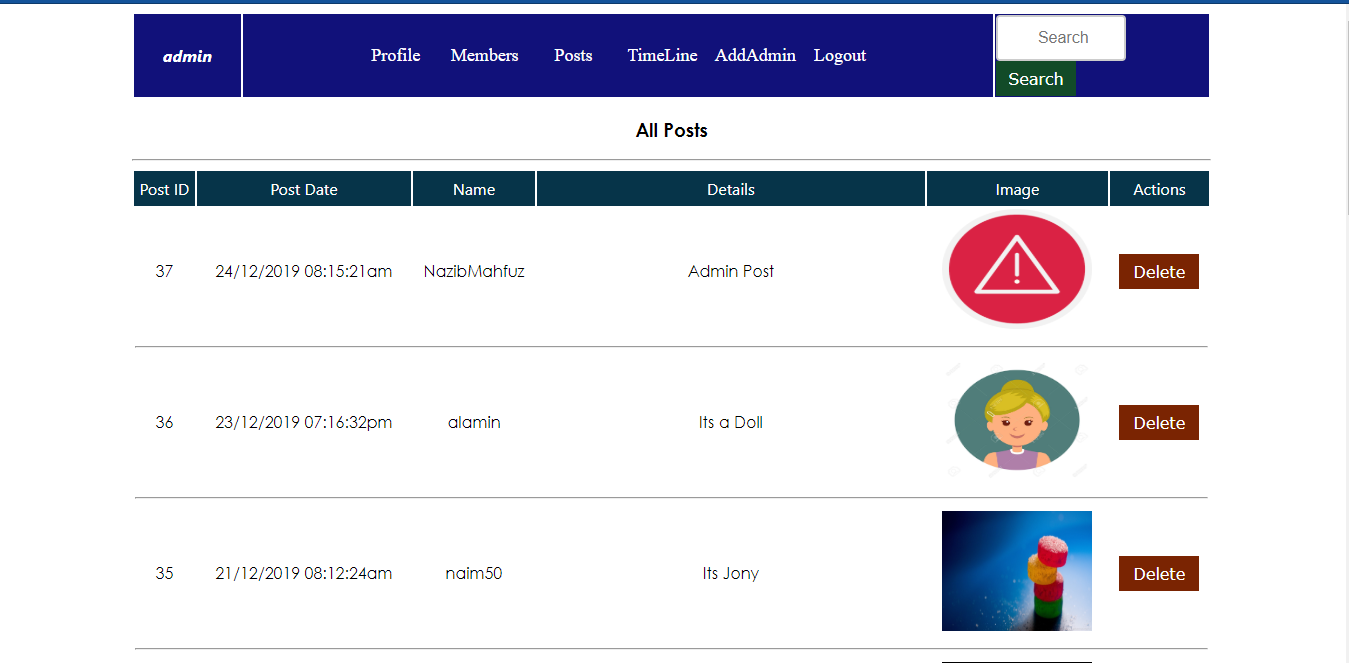 admin
Profile Members Posts TimeLine AddAdmin Logout
Search
Search
All Posts
Post ID Post Date Name Details Image Actions
37 24/12/2019 08:15:21am NazibMahfuz Admin Post Delete
36 23/12/2019 07:16:32pm alamin Its a Doll Delete
35 21/12/2019 08:12:24am naim50 Its Jony Delete